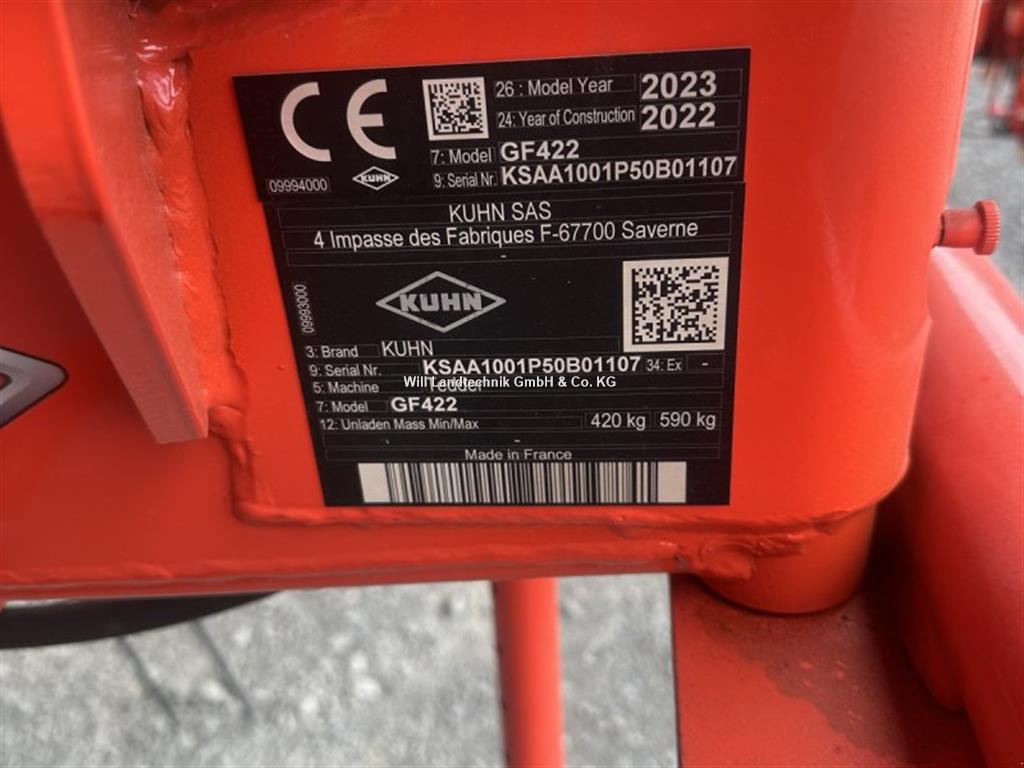 CE
26 : Model Year 2023
24: Year of Construction 2022
7: Model GF422
9: Serial Nr. KSAA1001P50B01107
09994000 KUHN
KUHN SAS
4 Impasse des Fabriques F-67700 Saverne
-
09993000
KUHN
3: Brand KUHN
9: Serial Nr. KSAA1001P50B01107 34: Ex -
Will Landtechnik GmbH & Co. KG
5: Machine Tedder
7: Model GF422
12: Unladen Mass Min/Max 420 kg 590 kg
-
Made in France